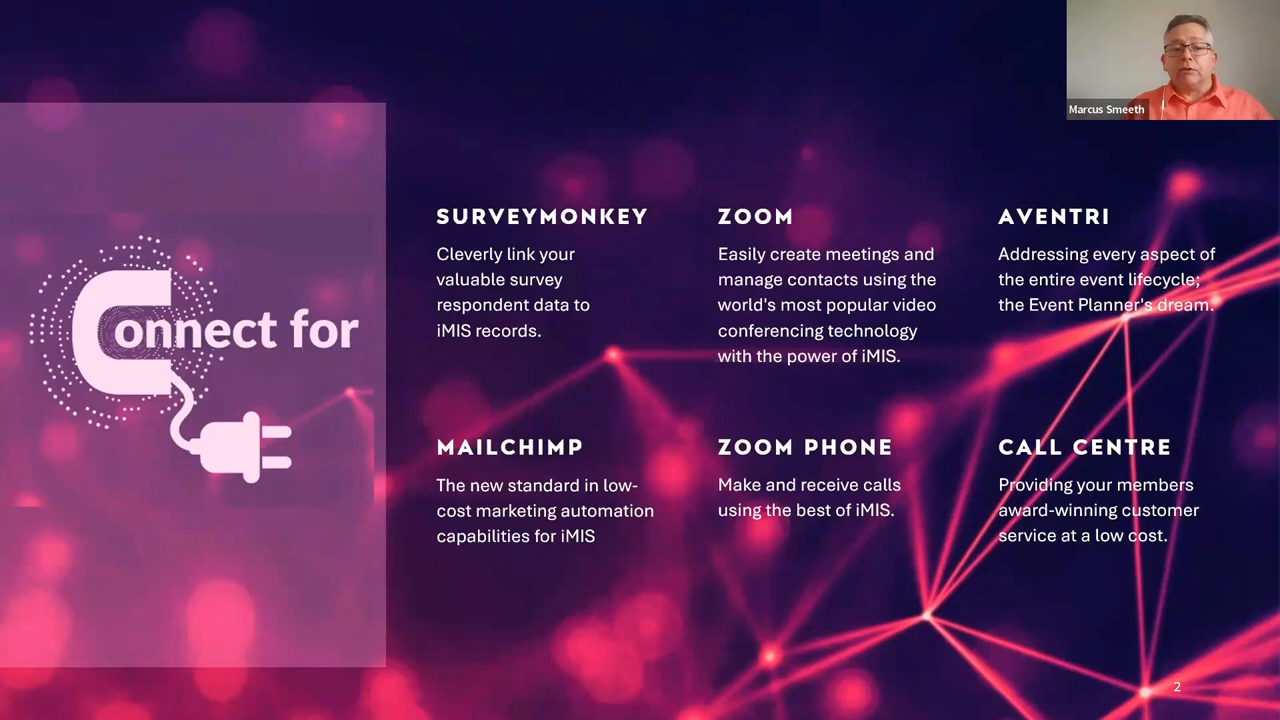 Marcus Smeeth
Connect for
SURVEYMONKEY
Cleverly link your
valuable survey
respondent data to
iMIS records.
ZOOM
Easily create meetings and
manage contacts using the
world's most popular video
conferencing technology
with the power of iMIS.
AVENTRI
Addressing every aspect of
the entire event lifecycle;
the Event Planner's dream.
MAILCHIMP
The new standard in low-
cost marketing automation
capabilities for iMIS
ZOOM PHONE
Make and receive calls
using the best of iMIS.
CALL CENTRE
Providing your members
award-winning customer
service at a low cost.
2